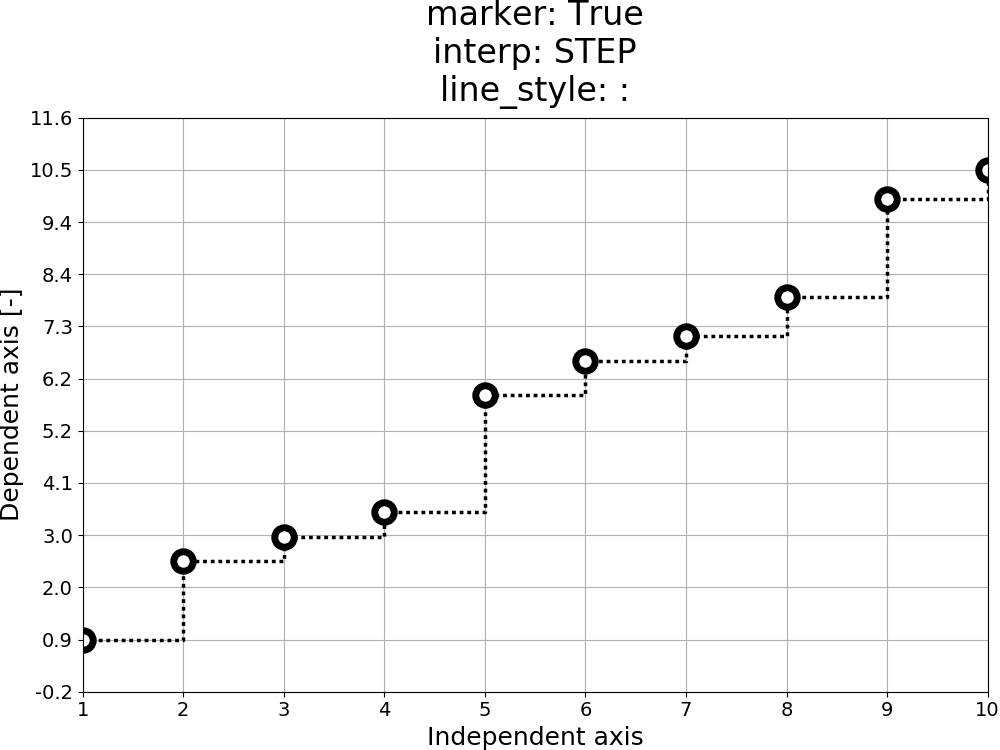 marker: True
interp: STEP
line_style: :
11.6
10.5
9.4
8.4
7.3
6.2
5.2
4.1
3.0
2.0
0.9
-0.2
Dependent axis [-]
1 2 3 4 5 6 7 8 9 10
Independent axis